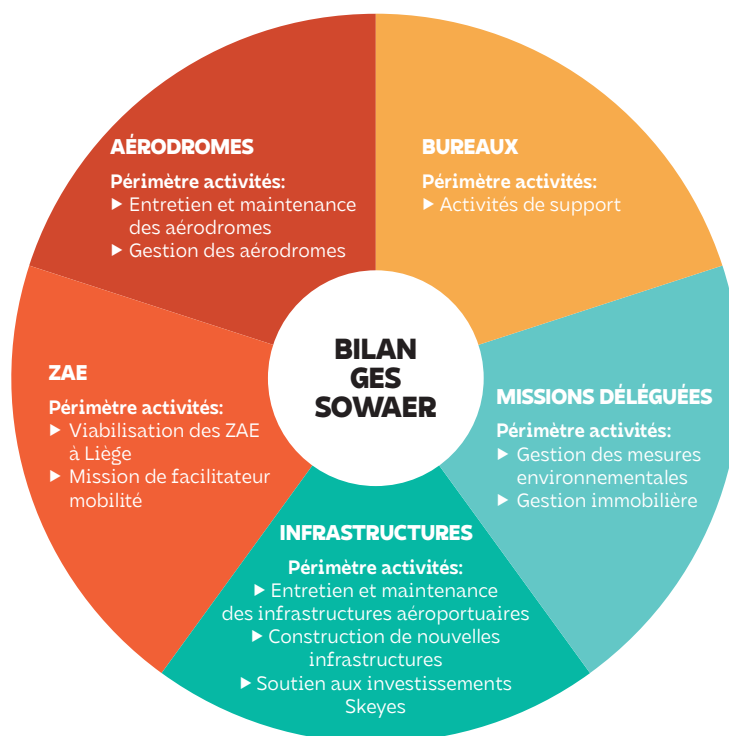 AÉRODROMES
Périmètre activités:
▶ Entretien et maintenance
des aérodromes
▶ Gestion des aérodromes
BUREAUX
Périmètre activités:
▶ Activités de support
BILAN
GES
SOWAER
ZAE
Périmètre activités:
▶ Viabilisation des ZAE
à Liège
▶ Mission de facilitateur
mobilité
MISSIONS DÉLÉGUÉES
Périmètre activités:
▶ Gestion des mesures
environnementales
▶ Gestion immobilière
INFRASTRUCTURES
Périmètre activités:
▶ Entretien et maintenance
des infrastructures aéroportuaires
▶ Construction de nouvelles
infrastructures
▶ Soutien aux investissements
Skeyes